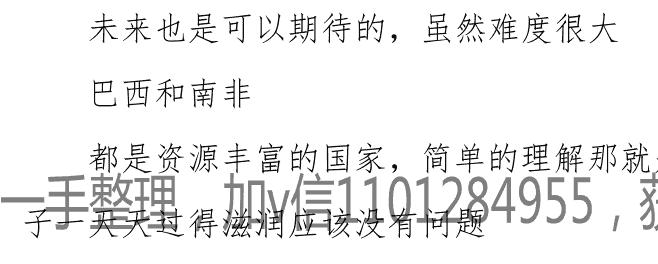 未来也是可以期待的，虽然难度很大
巴西和南非
都是资源丰富的国家，简单的理解那就
一手整理，加v信1101284955，
子一天天过得滋润应该没有问题